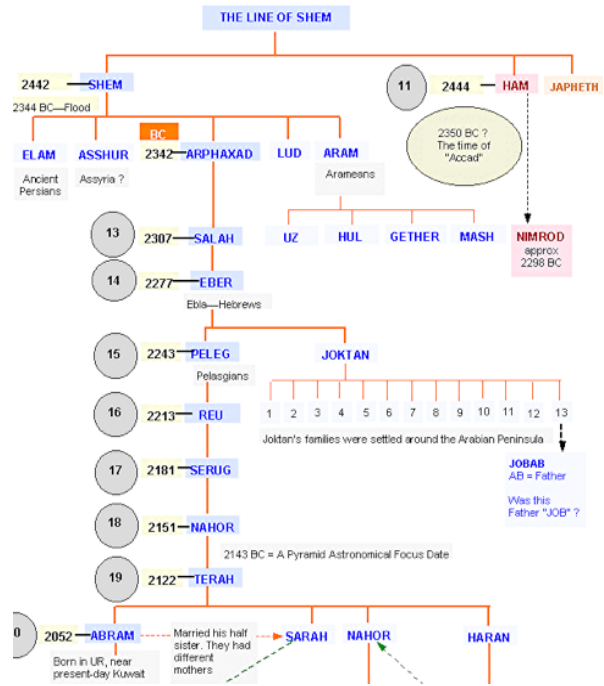 THE LINE OF SHEM
2442 SHEM
11 2444 HAM JAPHETH
2344 BC—Flood
BC
2350 BC ?
The time of
"Accad"
ELAM ASSHUR 2342 ARPHAXAD LUD ARAM
Ancient
Persians
Assyria ?
Arameans
13 2307 SALAH
UZ HUL GETHER MASH NIMROD
approx
2298 BC
14 2277 EBER
Ebla—Hebrews
15 2243 PELEG JOKTAN
Pelasgians
1 2 3 4 5 6 7 8 9 10 11 12 13
16 2213 REU
Joktan's families were settled around the Arabian Peninsula
JOBAB
AB = Father
Was this
Father "JOB" ?
17 2181 SERUG
18 2151 NAHOR
2143 BC = A Pyramid Astronomical Focus Date
19 2122 TERAH
0 2052 ABRAM
Married his half
sister. They had
different
mothers
SARAH NAHOR HARAN
Born in UR, near
present-day Kuwait